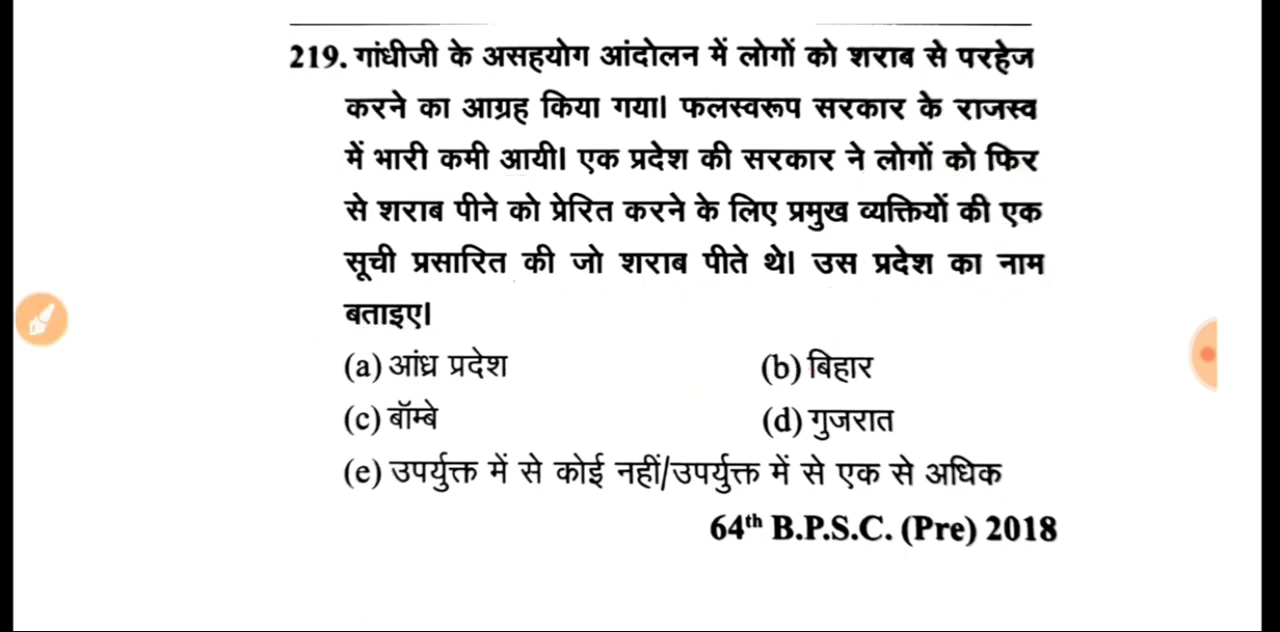 219. गांधीजी के असहयोग आंदोलन में लोगों को शराब से परहेज
करने का आग्रह किया गया। फलस्वरूप सरकार के राजस्व
में भारी कमी आयी। एक प्रदेश की सरकार ने लोगों को फिर
से शराब पीने को प्रेरित करने के लिए प्रमुख व्यक्तियों की एक
सूची प्रसारित की जो शराब पीते थे। उस प्रदेश का नाम
बताइए।
(a) आंध्र प्रदेश (b) बिहार
(c) बॉम्बे (d) गुजरात
(e) उपर्युक्त में से कोई नहीं/उपर्युक्त में से एक से अधिक
64th B.P.S.C. (Pre) 2018